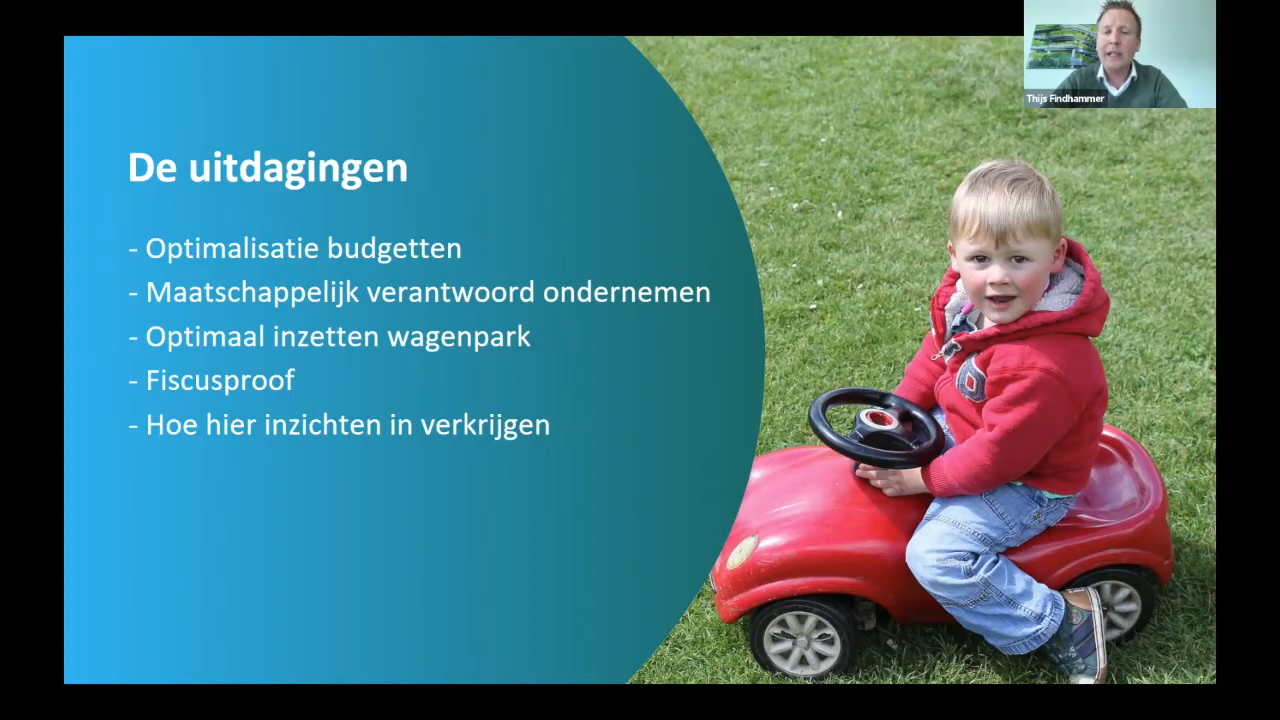 Thijs Findhammer
De uitdagingen
- Optimalisatie budgetten
- Maatschappelijk verantwoord ondernemen
- Optimaal inzetten wagenpark
- Fiscusproof
- Hoe hier inzichten in verkrijgen